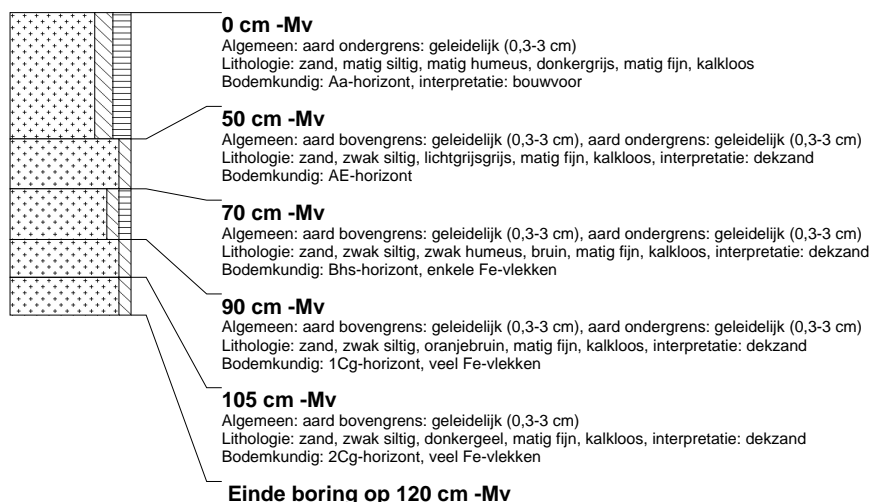 0 cm -Mv
Algemeen: aard ondergrens: geleidelijk (0,3-3 cm)
Lithologie: zand, matig siltig, matig humeus, donkergrijs, matig fijn, kalkloos
Bodemkundig: Aa-horizont, interpretatie: bouwvoor
50 cm -Mv
Algemeen: aard bovengrens: geleidelijk (0,3-3 cm), aard ondergrens: geleidelijk (0,3-3 cm)
Lithologie: zand, zwak siltig, lichtgrijsgrijs, matig fijn, kalkloos, interpretatie: dekzand
Bodemkundig: AE-horizont
70 cm -Mv
Algemeen: aard bovengrens: geleidelijk (0,3-3 cm), aard ondergrens: geleidelijk (0,3-3 cm)
Lithologie: zand, zwak siltig, zwak humeus, bruin, matig fijn, kalkloos, interpretatie: dekzand
Bodemkundig: Bhs-horizont, enkele Fe-vlekken
90 cm -Mv
Algemeen: aard bovengrens: geleidelijk (0,3-3 cm), aard ondergrens: geleidelijk (0,3-3 cm)
Lithologie: zand, zwak siltig, oranjebruin, matig fijn, kalkloos, interpretatie: dekzand
Bodemkundig: 1Cg-horizont, veel Fe-vlekken
105 cm -Mv
Algemeen: aard bovengrens: geleidelijk (0,3-3 cm)
Lithologie: zand, zwak siltig, donkergeel, matig fijn, kalkloos, interpretatie: dekzand
Bodemkundig: 2Cg-horizont, veel Fe-vlekken
Einde boring op 120 cm -Mv